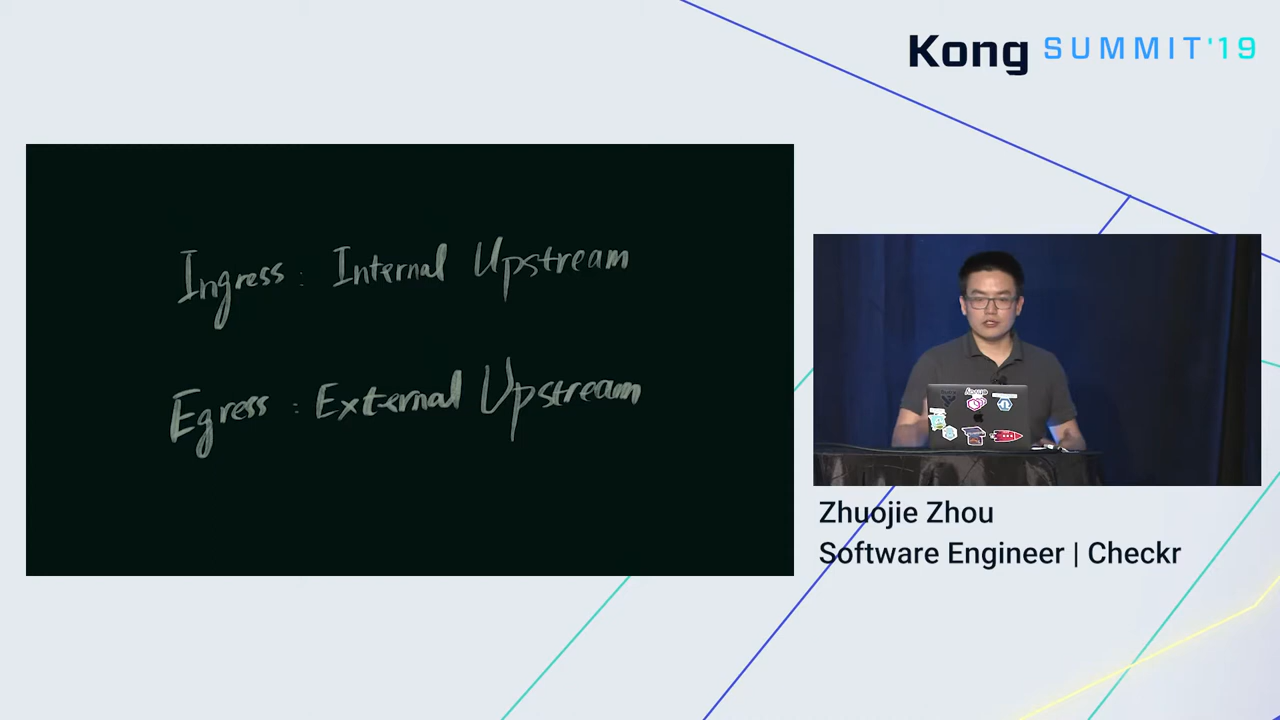 Kong SUMMIT'19
Ingress: Internal Upstream
Egress: External Upstream
Zhuojie Zhou
Software Engineer | Checkr